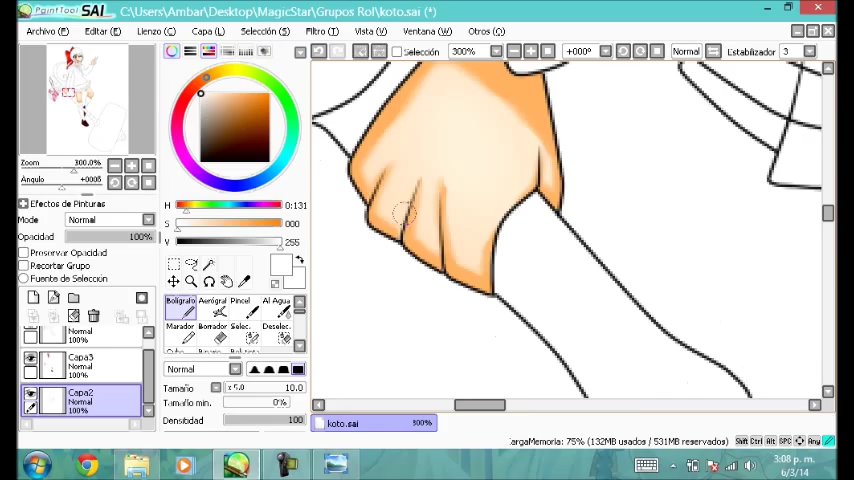 PaintTool SAI C:\Users\Ambar\Desktop\MagicStar\Grupos Rol\koto.sai (*)
Archivo (F) Editar (E) Lienzo (C) Capa (L) Selección (S) Filtro (T) Vista (V) Ventana (W) Otros (O)
Selección 300% +000° Normal Estabilizador 3
Zoom 300.0%
Angulo +000ß
Efectos de Pinturas
Modo Normal
Opacidad 100%
Preservar Opacidad
Recortar Grupo
Fuente de Selección
Normal
100%
Capa3
Normal
100%
Capa2
Normal
100%
H 0:131
S 000
V 255
Bolígrafo Aerógraf Pincel Al Agua
Marador Borrador Selec. Deselec.
Normal
Tamaño x 5.0 10.0
Tamaño min. 0%
Densidad 100
koto.sai 300%
CargaMemoria: 75% (132MB usados / 531MB reservados) Shift Ctrl Alt SPC Any
3:08 p. m.
6/3/14